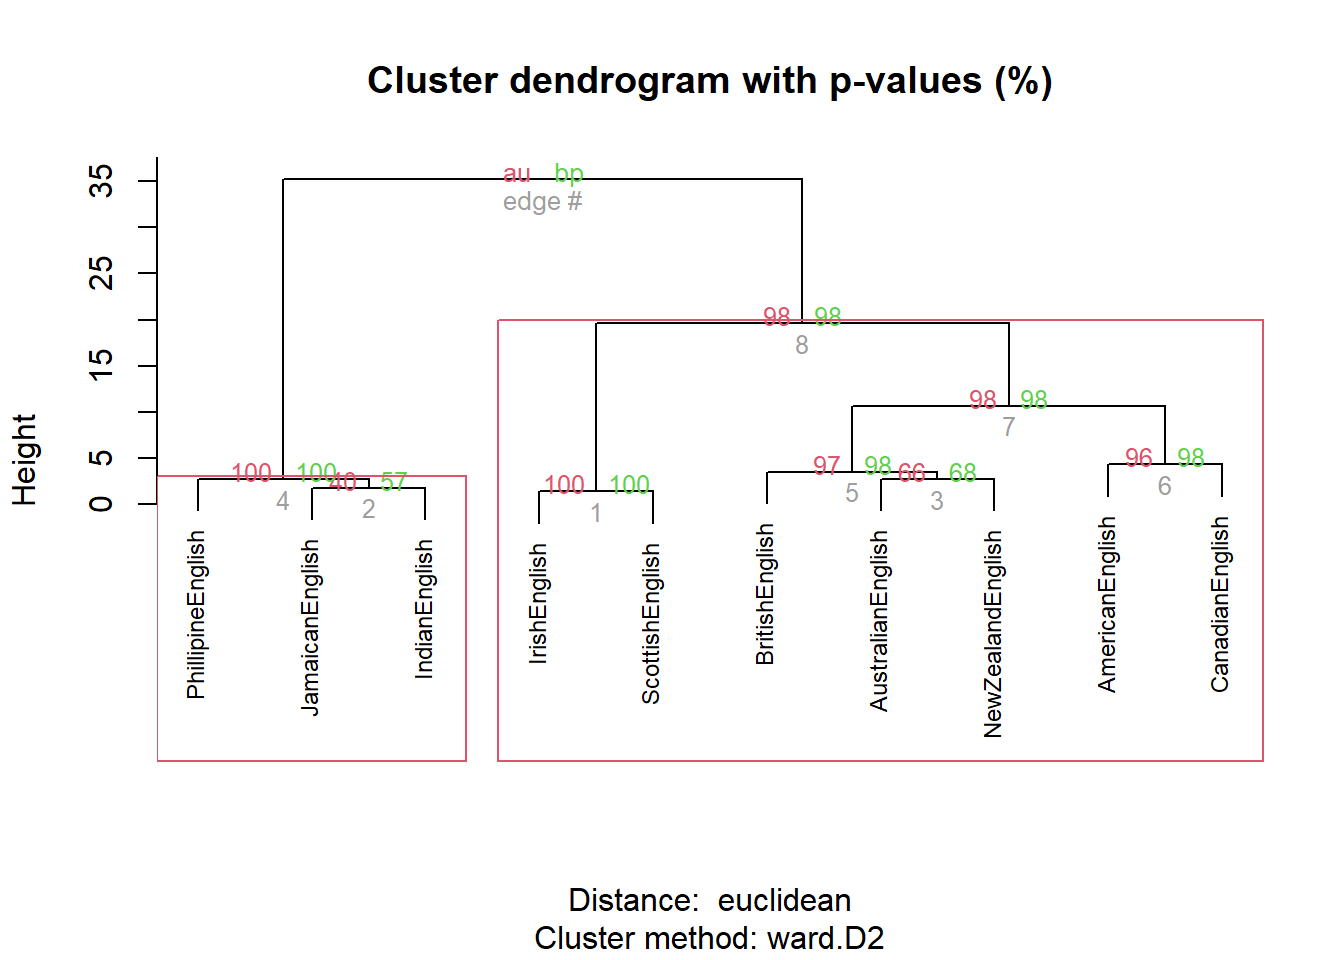 Cluster dendrogram with p-values (%)
Height
35
25
15
5
0
au bp
edge #
98 98
8
98 98
7
100 100
4
40 57
2
100 100
1
97 98
5
66 68
3
96 98
6
PhillipineEnglish
JamaicanEnglish
IndianEnglish
IrishEnglish
ScottishEnglish
BritishEnglish
AustralianEnglish
NewZealandEnglish
AmericanEnglish
CanadianEnglish
Distance: euclidean
Cluster method: ward.D2